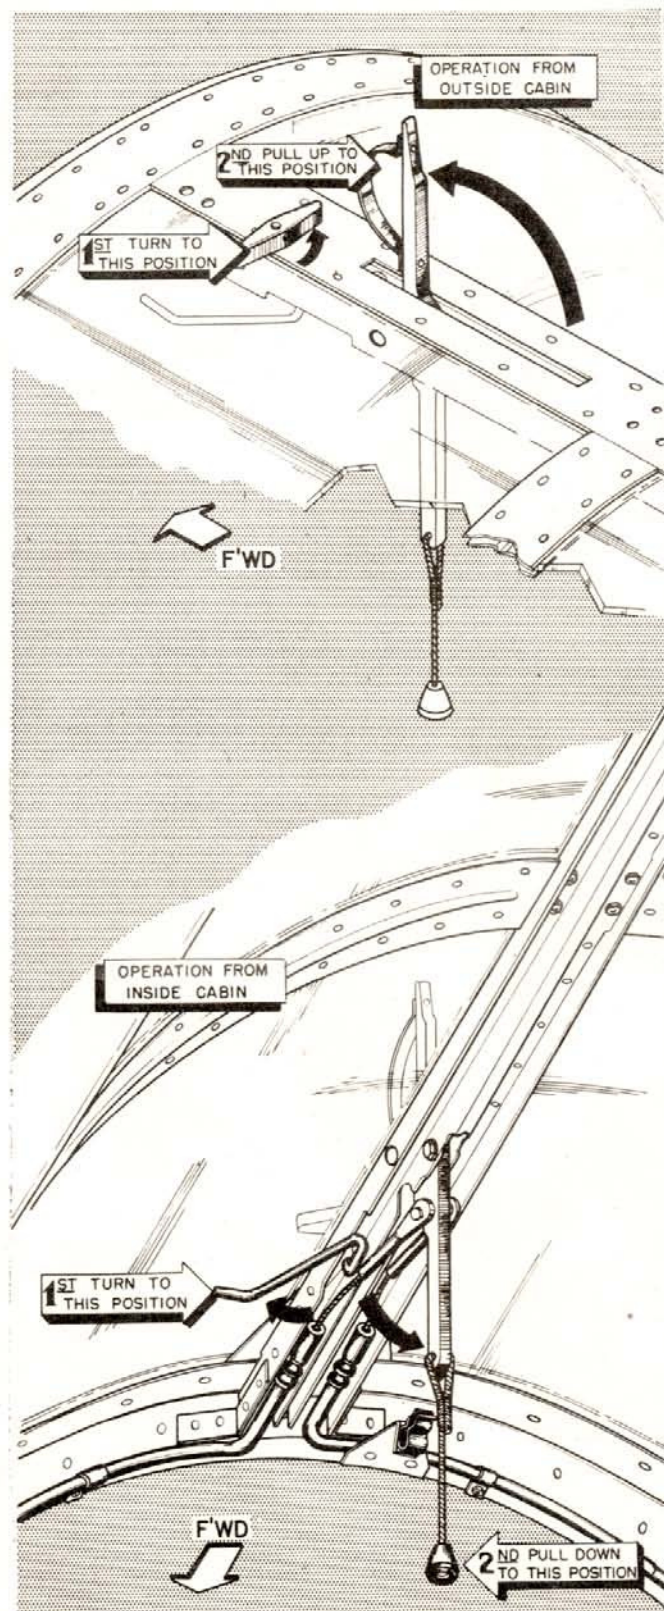 OPERATION FROM
OUTSIDE CABIN
2ND PULL UP TO
THIS POSITION
1ST TURN TO
THIS POSITION
F'WD
OPERATION FROM
INSIDE CABIN
1ST TURN TO
THIS POSITION
F'WD
2ND PULL DOWN
TO THIS POSITION